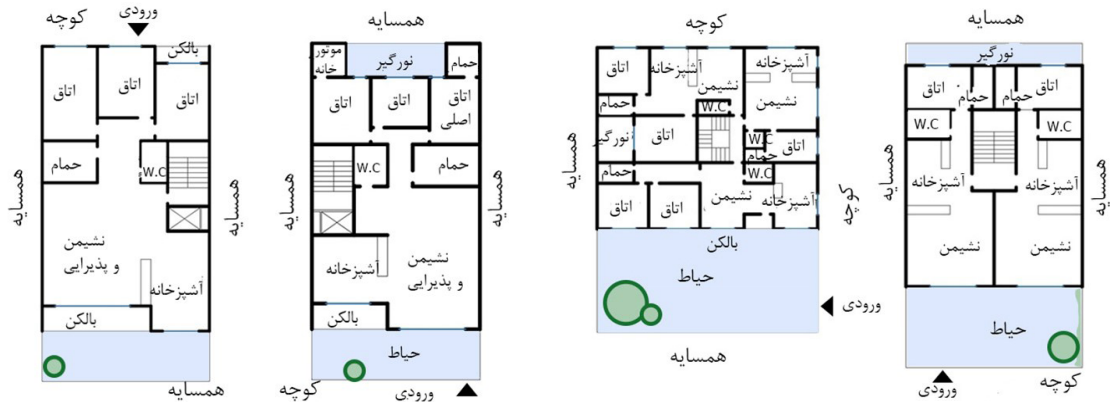 کوچه
ورودی
بالکن
اتاق
اتاق
اتاق
حمام
W.C
نشیمن
و پذیرایی
آشپزخانه
بالکن
همسایه
همسایه
همسایه
همسایه
موتور
خانه
نورگیر
حمام
اتاق
اتاق
اتاق
اصلی
W.C
حمام
همسایه
آشپزخانه
نشیمن
و پذیرایی
بالکن
حیاط
کوچه
ورودی
کوچه
اتاق
آشپزخانه
نشیمن
آشپزخانه
نشیمن
حمام
W.C
نورگیر
اتاق
W.C
حمام
اتاق
همسایه
حمام
W.C
اتاق
اتاق
نشیمن
آشپزخانه
بالکن
حیاط
کوچه
ورودی
همسایه
همسایه
نورگیر
اتاق
حمام
حمام
اتاق
W.C
W.C
همسایه
همسایه
آشپزخانه
آشپزخانه
نشیمن
نشیمن
حیاط
کوچه
ورودی